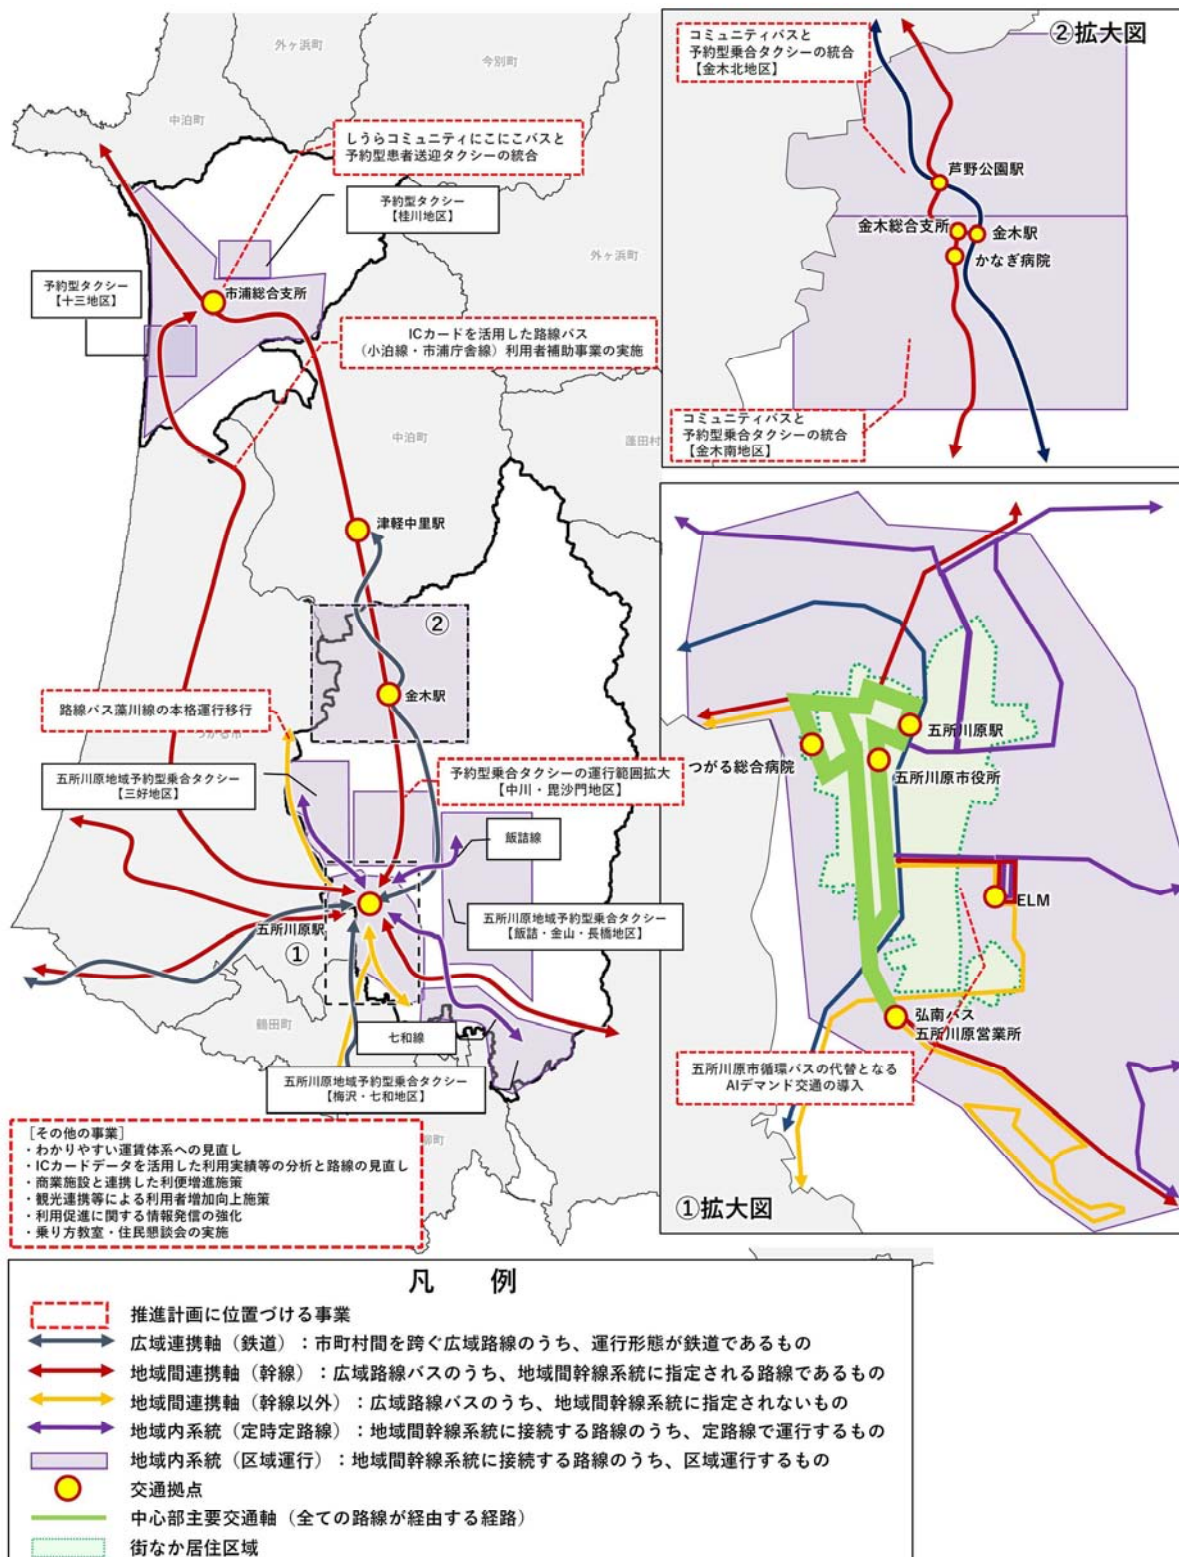 外ヶ浜町
今別町
中泊町
しうらコミュニティにこにこバスと
予約型患者送迎タクシーの統合
予約型タクシー
【桂川地区】
外ヶ浜町
予約型タクシー
【十三地区】
市浦総合支所
ICカードを活用した路線バス
（小泊線・市浦庁舎線）利用者補助事業の実施
中泊町
蓬田村
津軽中里駅
②
金木駅
路線バス藻川線の本格運行移行
つがる市
五所川原地域予約型乗合タクシー
【三好地区】
予約型乗合タクシーの運行範囲拡大
【中川・毘沙門地区】
飯詰線
五所川原駅
①
五所川原地域予約型乗合タクシー
【飯詰・金山・長橋地区】
鶴田町
七和線
五所川原地域予約型乗合タクシー
【梅沢・七和地区】
［その他の事業］
・わかりやすい運賃体系への見直し
・ICカードデータを活用した利用実績等の分析と路線の見直し
・商業施設と連携した利便増進施策
・観光連携等による利用者増加向上施策
・利用促進に関する情報発信の強化
・乗り方教室・住民懇談会の実施
②拡大図
コミュニティバスと
予約型乗合タクシーの統合
【金木北地区】
芦野公園駅
金木総合支所
金木駅
かなぎ病院
コミュニティバスと
予約型乗合タクシーの統合
【金木南地区】
五所川原駅
つがる総合病院
五所川原市役所
ELM
弘南バス
五所川原営業所
五所川原市循環バスの代替となる
AIデマンド交通の導入
①拡大図
凡　例
推進計画に位置づける事業
広域連携軸（鉄道）：市町村間を跨ぐ広域路線のうち、運行形態が鉄道であるもの
地域間連携軸（幹線）：広域路線バスのうち、地域間幹線系統に指定される路線であるもの
地域間連携軸（幹線以外）：広域路線バスのうち、地域間幹線系統に指定されないもの
地域内系統（定時定路線）：地域間幹線系統に接続する路線のうち、定路線で運行するもの
地域内系統（区域運行）：地域間幹線系統に接続する路線のうち、区域運行するもの
交通拠点
中心部主要交通軸（全ての路線が経由する経路）
街なか居住区域